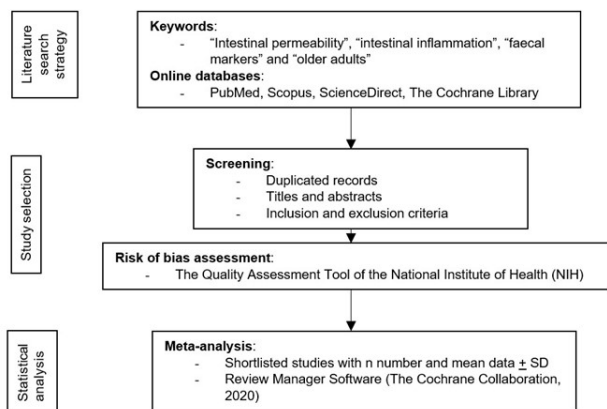 Literature
search
strategy
Keywords:
- “Intestinal permeability”, “intestinal inflammation”, “faecal
markers” and “older adults”
Online databases:
- PubMed, Scopus, ScienceDirect, The Cochrane Library
Study selection
Screening:
- Duplicated records
- Titles and abstracts
- Inclusion and exclusion criteria
Risk of bias assessment:
- The Quality Assessment Tool of the National Institute of Health (NIH)
Statistical
analysis
Meta-analysis:
- Shortlisted studies with n number and mean data ± SD
- Review Manager Software (The Cochrane Collaboration,
2020)